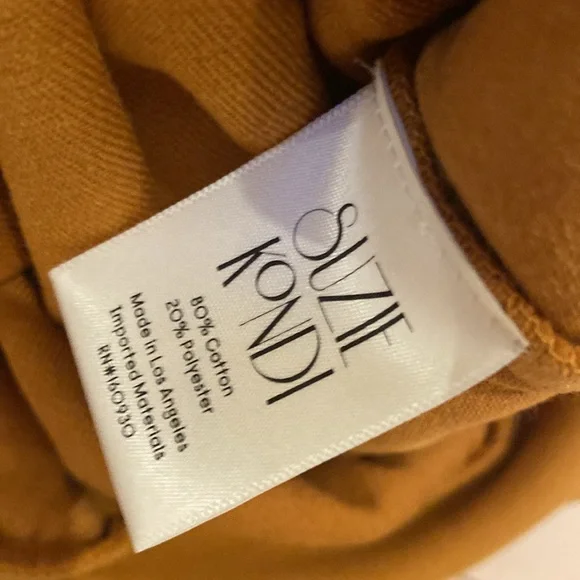 SUZIE
KONDI
80% Cotton
20% Polyester
Made in Los Angeles
Imported Materials
RN#160930